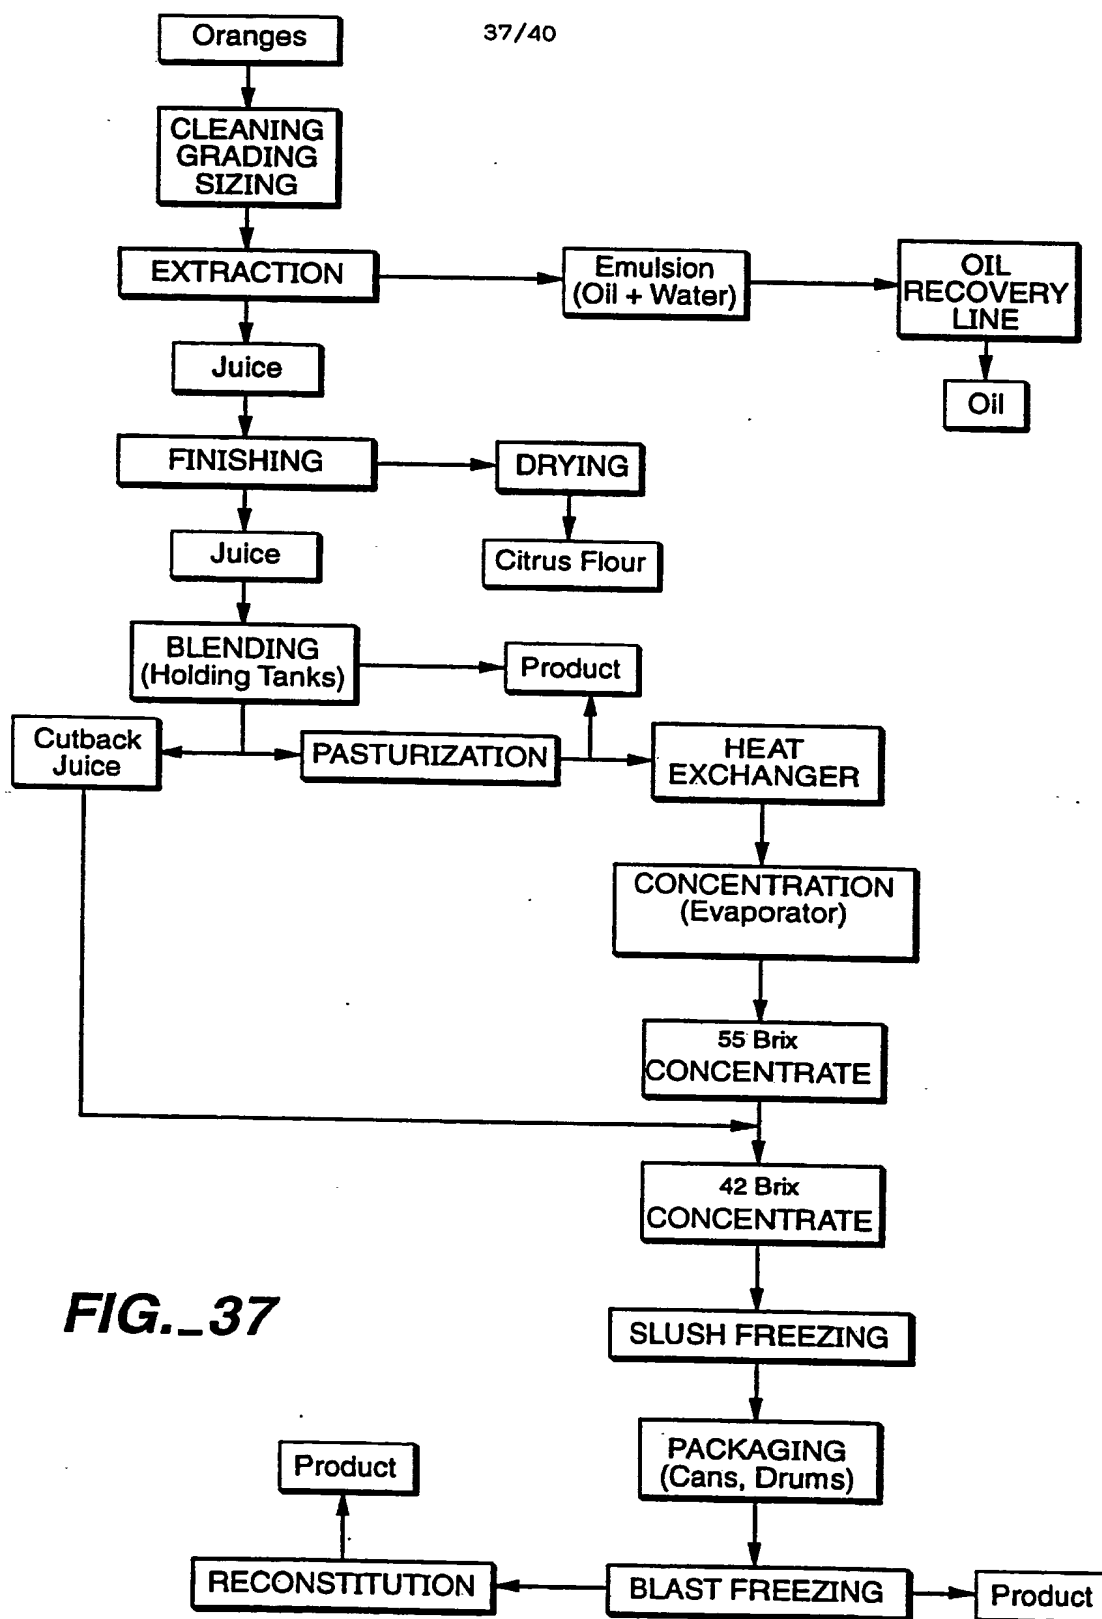 Oranges
37/40
CLEANING
GRADING
SIZING
EXTRACTION
Emulsion
(Oil + Water)
OIL
RECOVERY
LINE
Juice
Oil
FINISHING
DRYING
Juice
Citrus Flour
BLENDING
(Holding Tanks)
Product
Cutback
Juice
PASTURIZATION
HEAT
EXCHANGER
CONCENTRATION
(Evaporator)
55 Brix
CONCENTRATE
42 Brix
CONCENTRATE
FIG._37
SLUSH FREEZING
PACKAGING
(Cans, Drums)
Product
RECONSTITUTION
BLAST FREEZING
Product